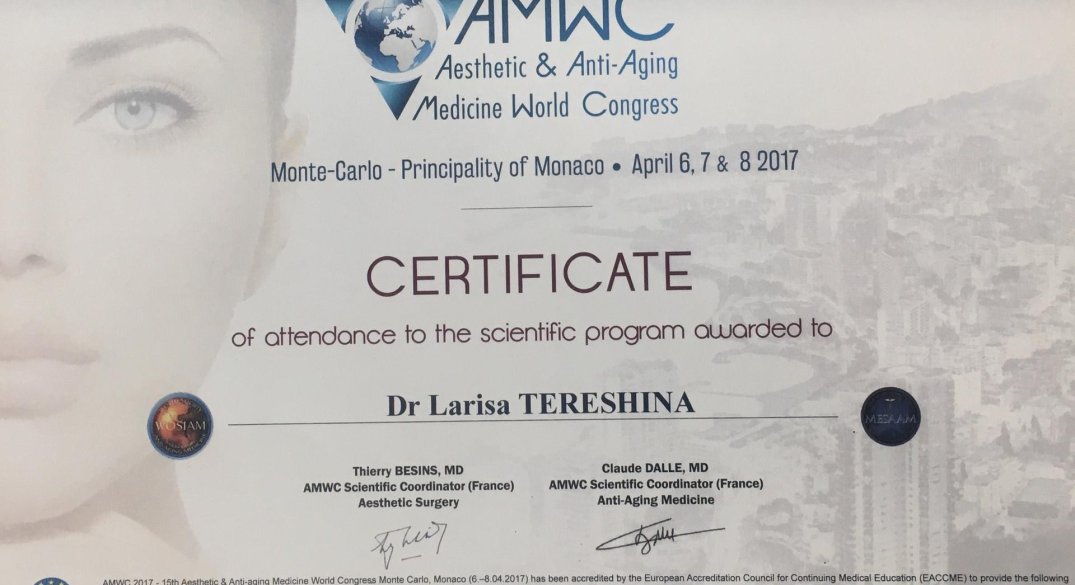 AMWC
Aesthetic & Anti-Aging
Medicine World Congress
Monte-Carlo - Principality of Monaco • April 6, 7 & 8 2017
CERTIFICATE
of attendance to the scientific program awarded to
Dr Larisa TERESHINA
WOSIAM
Thierry BESINS, MD
AMWC Scientific Coordinator (France)
Aesthetic Surgery
Claude DALLE, MD
AMWC Scientific Coordinator (France)
Anti-Aging Medicine
AMWC 2017 - 15th Aesthetic & Anti-aging Medicine World Congress Monte Carlo, Monaco (6.–8.04.2017) has been accredited by the European Accreditation Council for Continuing Medical Education (EACCME) to provide the following